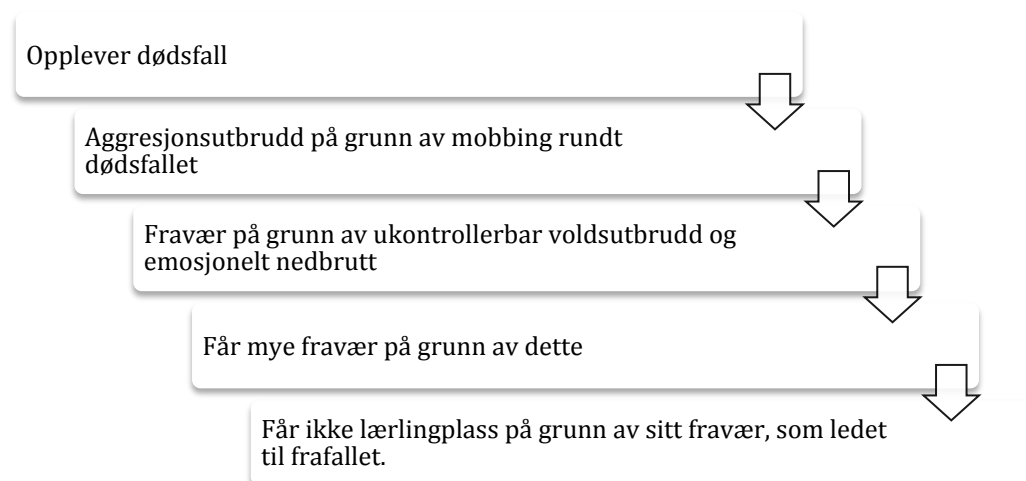 Opplever dødsfall
Aggresjonsutbrudd på grunn av mobbing rundt
dødsfallet
Fravær på grunn av ukontrollerbar voldsutbrudd og
emosjonelt nedbrutt
Får mye fravær på grunn av dette
Får ikke lærlingplass på grunn av sitt fravær, som ledet
til frafallet.